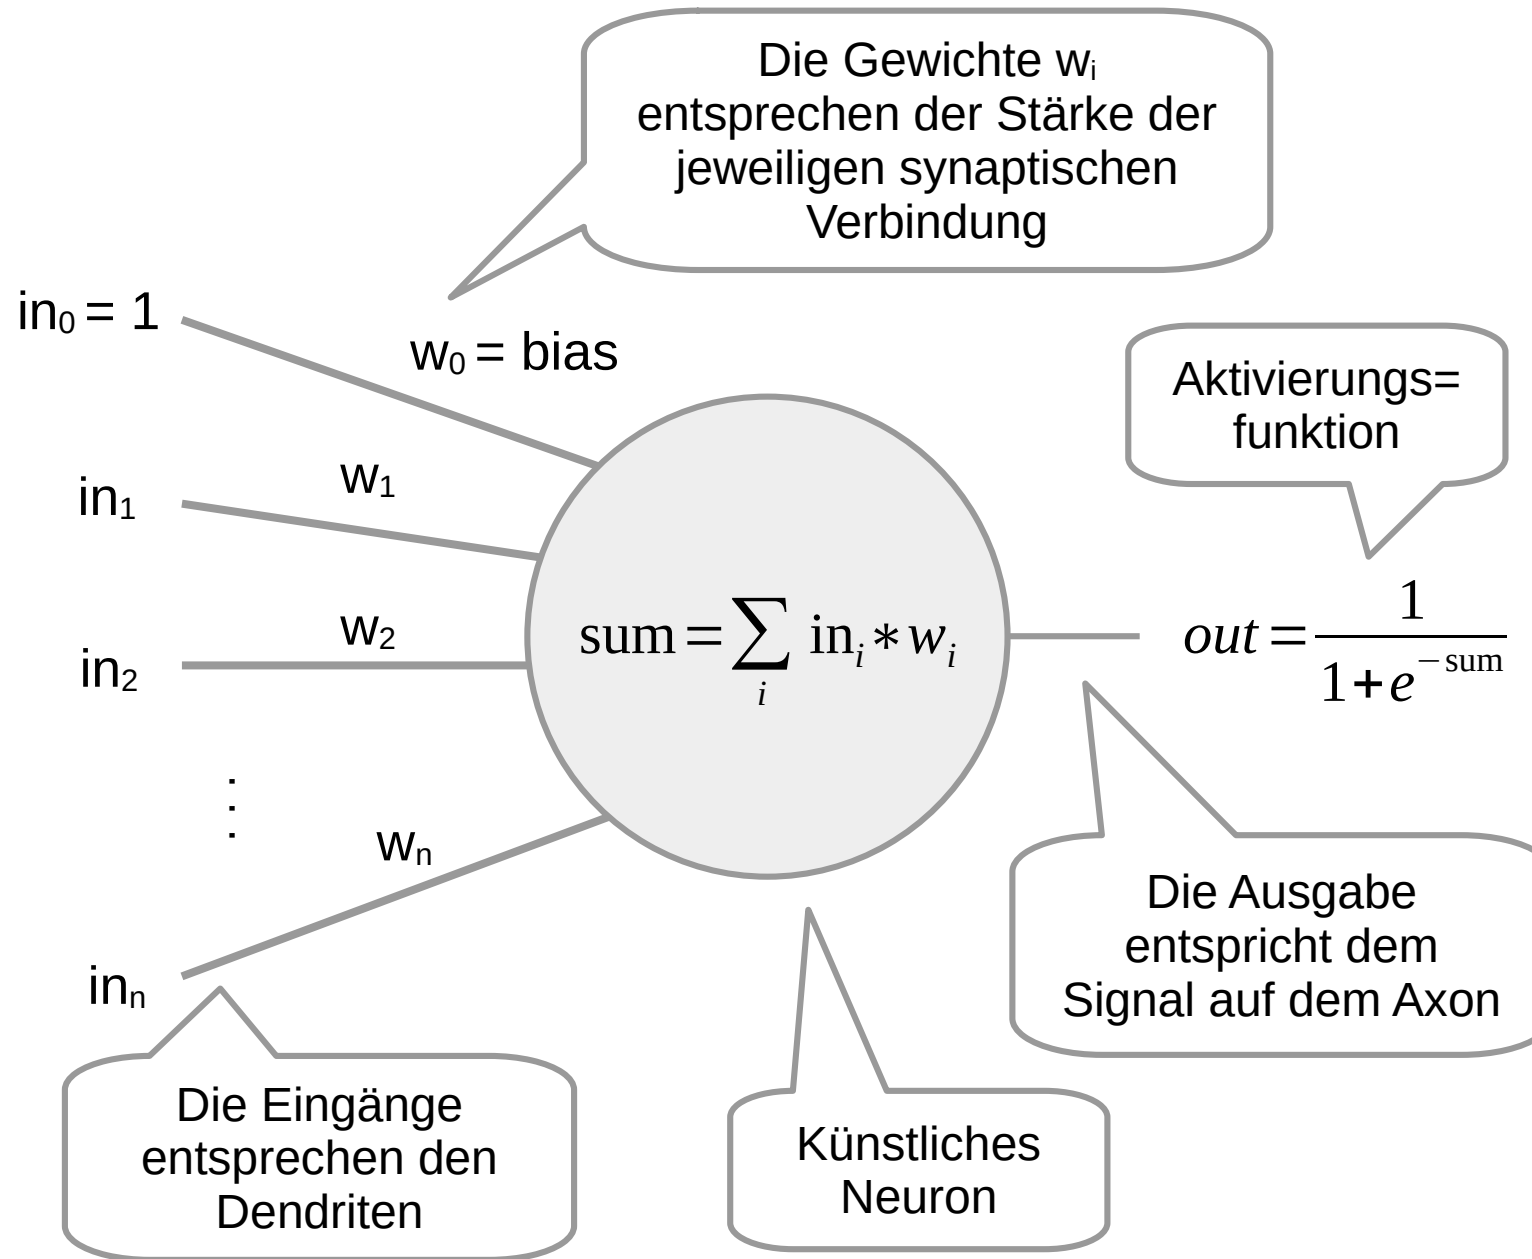 Die Gewichte wᵢ
entsprechen der Stärke der
jeweiligen synaptischen
Verbindung
in₀ = 1
w₀ = bias
Aktivierungs=
funktion
w₁
in₁
w₂
in₂
sum = ∑ᵢ inᵢ * wᵢ
out = 1 / (1 + e^(−sum))
⋮
wₙ
inₙ
Die Ausgabe
entspricht dem
Signal auf dem Axon
Die Eingänge
entsprechen den
Dendriten
Künstliches
Neuron